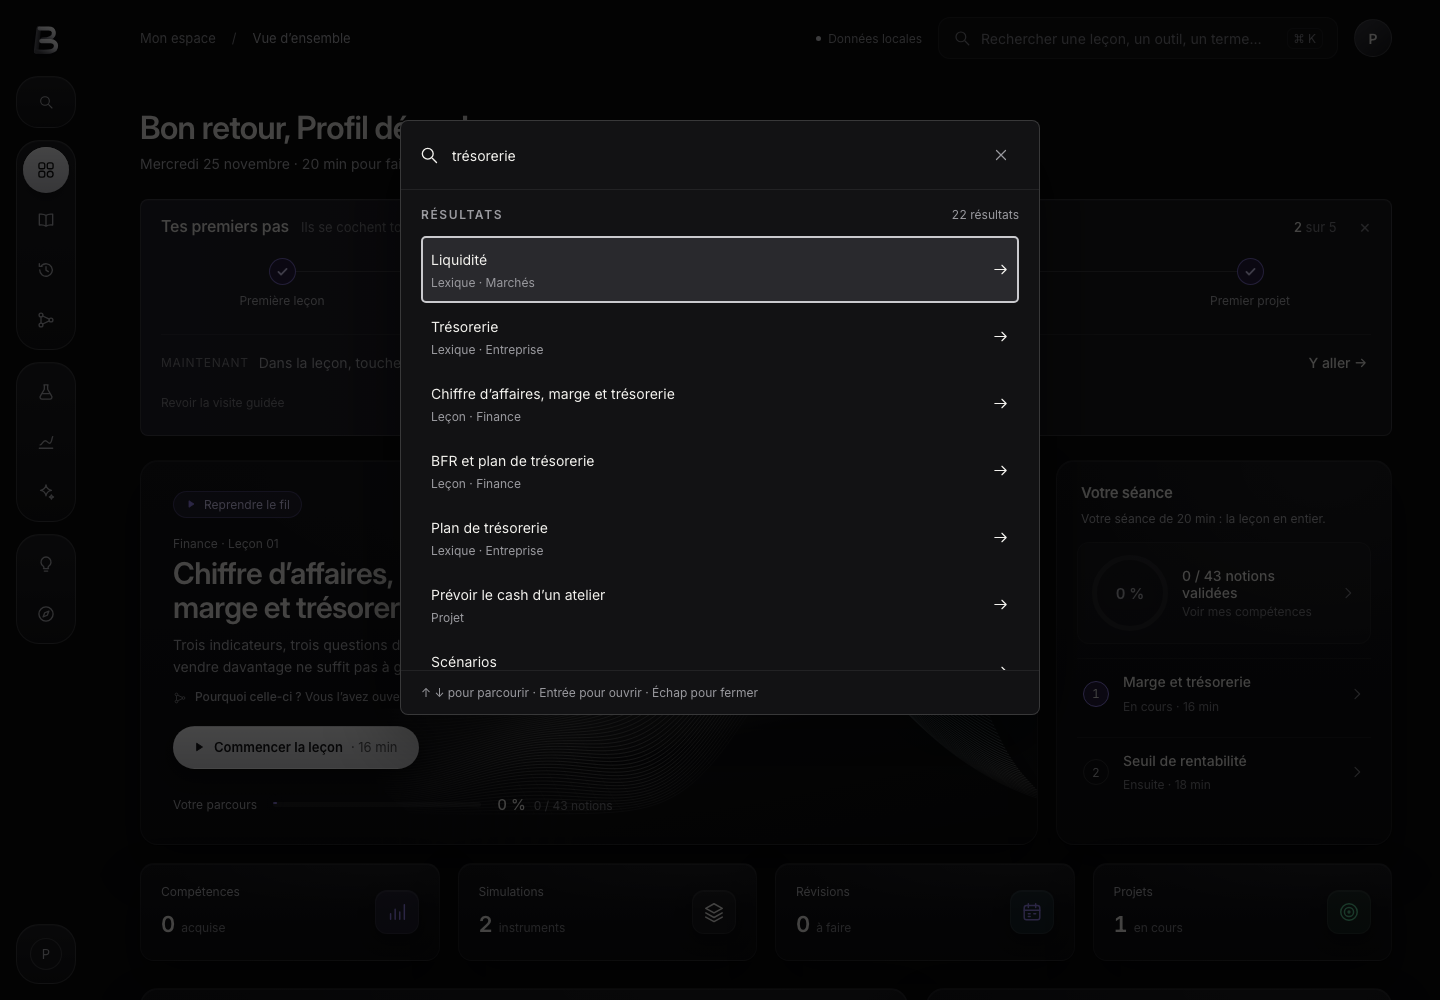 B
Mon espace / Vue d’ensemble
Données locales
Rechercher une leçon, un outil, un terme…
⌘ K
P
Bon retour, Profil
Mercredi 25 novembre · 20 min pour
Tes premiers pas Ils se cochent
2 sur 5
Première leçon
Premier projet
MAINTENANT Dans la leçon, touche
Y aller →
Revoir la visite guidée
trésorerie
RÉSULTATS
22 résultats
Liquidité
Lexique · Marchés
Trésorerie
Lexique · Entreprise
Chiffre d’affaires, marge et trésorerie
Leçon · Finance
BFR et plan de trésorerie
Leçon · Finance
Plan de trésorerie
Lexique · Entreprise
Prévoir le cash d’un atelier
Projet
Scénarios
↑ ↓ pour parcourir · Entrée pour ouvrir · Échap pour fermer
Reprendre le fil
Finance · Leçon 01
Chiffre d’affaires,
marge et
Trois indicateurs, trois questions
vendre davantage ne suffit pas à
Pourquoi celle-ci ? Vous l’avez
Commencer la leçon · 16 min
Votre parcours
0 % 0 / 43 notions
Votre séance
Votre séance de 20 min : la leçon en entier.
0 %
0 / 43 notions
validées
Voir mes compétences
1
Marge et trésorerie
En cours · 16 min
2
Seuil de rentabilité
Ensuite · 18 min
Compétences
0 acquise
Simulations
2 instruments
Révisions
0 à faire
Projets
1 en cours
P